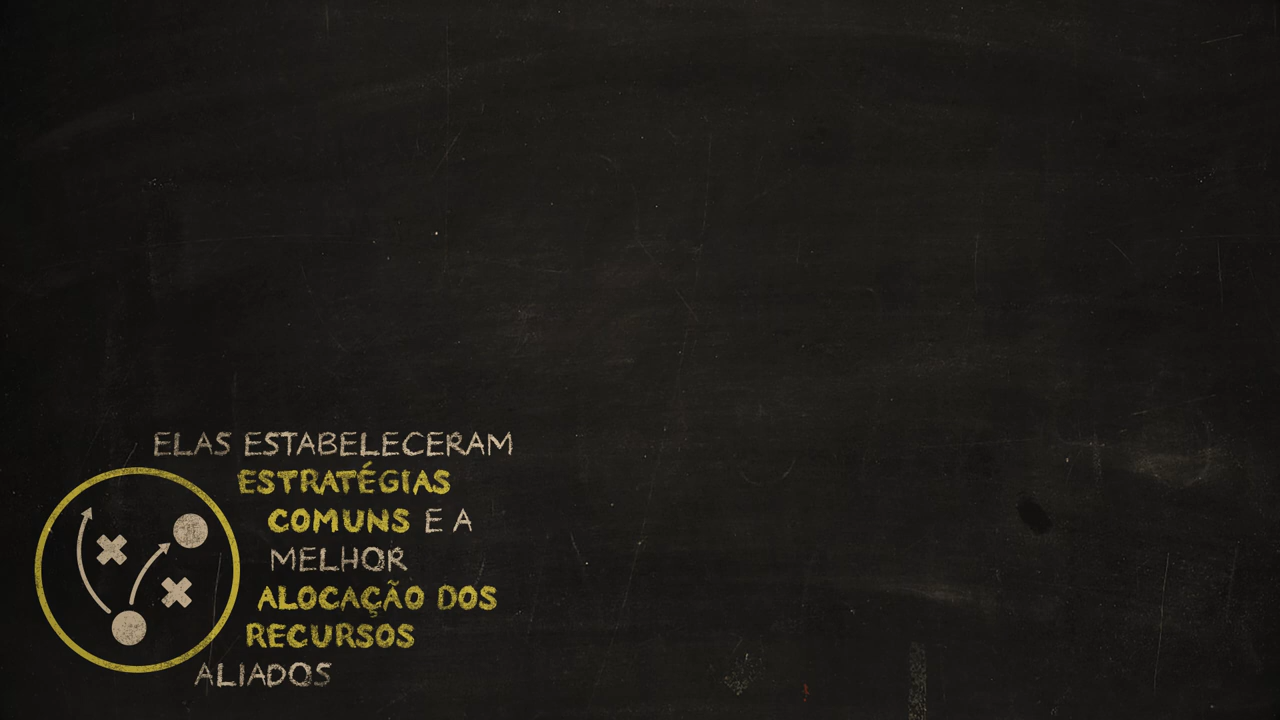 ELAS ESTABELECERAM
ESTRATÉGIAS
COMUNS E A
MELHOR
ALOCAÇÃO DOS
RECURSOS
ALIADOS